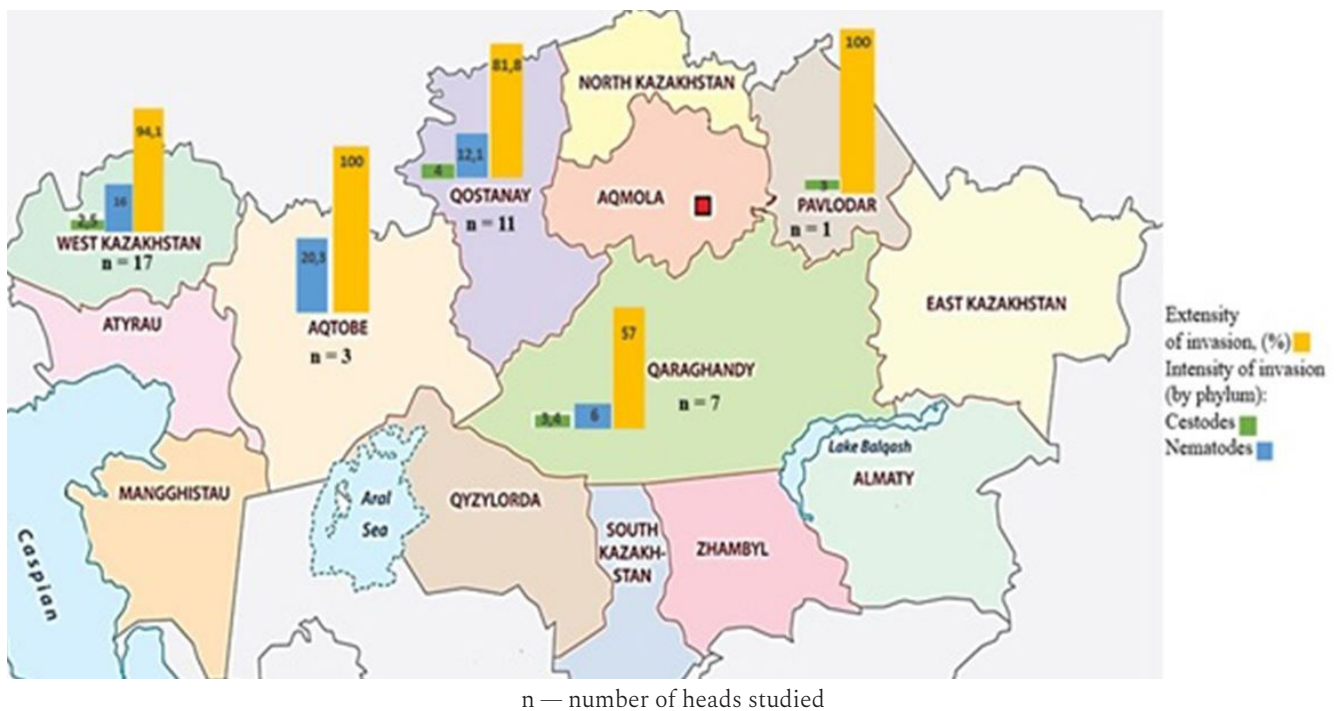 100
NORTH KAZAKHSTAN
81,8
94,1
100
12,1
4
AQMOLA
3
QOSTANAY
PAVLODAR
16
n = 11
n = 1
2,5
WEST KAZAKHSTAN
n = 17
20,3
EAST KAZAKHSTAN
ATYRAU
AQTOBE
n = 3
57
QARAGHANDY
3,4
6
n = 7
Extensity
of invasion, (%)
Intensity of invasion
(by phylum):
Cestodes
Nematodes
Lake Balqash
ALMATY
MANGGHISTAU
Aral
Sea
QYZYLORDA
SOUTH
KAZAKH-
STAN
ZHAMBYL
Caspian
n — number of heads studied